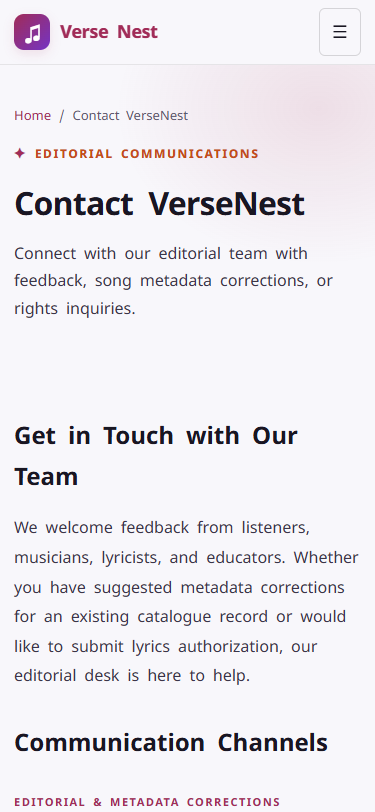 Verse Nest
☰
Home / Contact VerseNest
✦ EDITORIAL COMMUNICATIONS
Contact VerseNest
Connect with our editorial team with
feedback, song metadata corrections, or
rights inquiries.
Get in Touch with Our
Team
We welcome feedback from listeners,
musicians, lyricists, and educators. Whether
you have suggested metadata corrections
for an existing catalogue record or would
like to submit lyrics authorization, our
editorial desk is here to help.
Communication Channels
EDITORIAL & METADATA CORRECTIONS